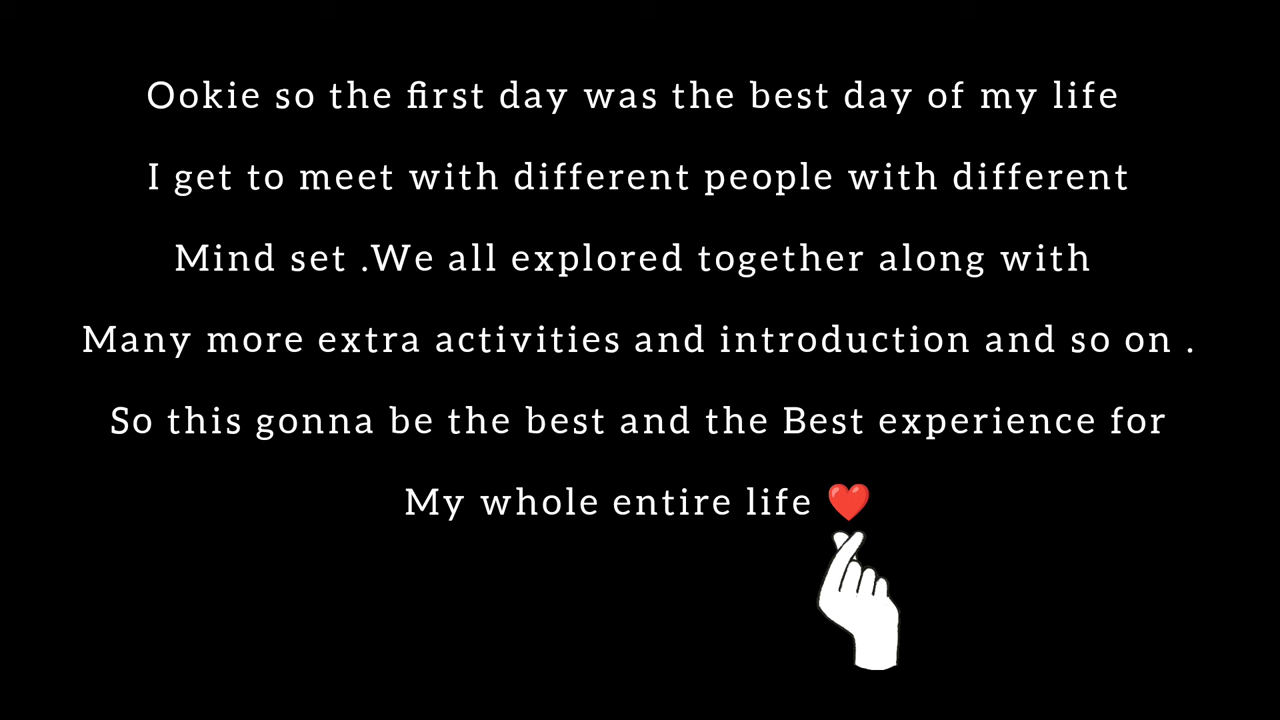 Ookie so the first day was the best day of my life
I get to meet with different people with different
Mind set .We all explored together along with
Many more extra activities and introduction and so on .
So this gonna be the best and the Best experience for
My whole entire life ❤️